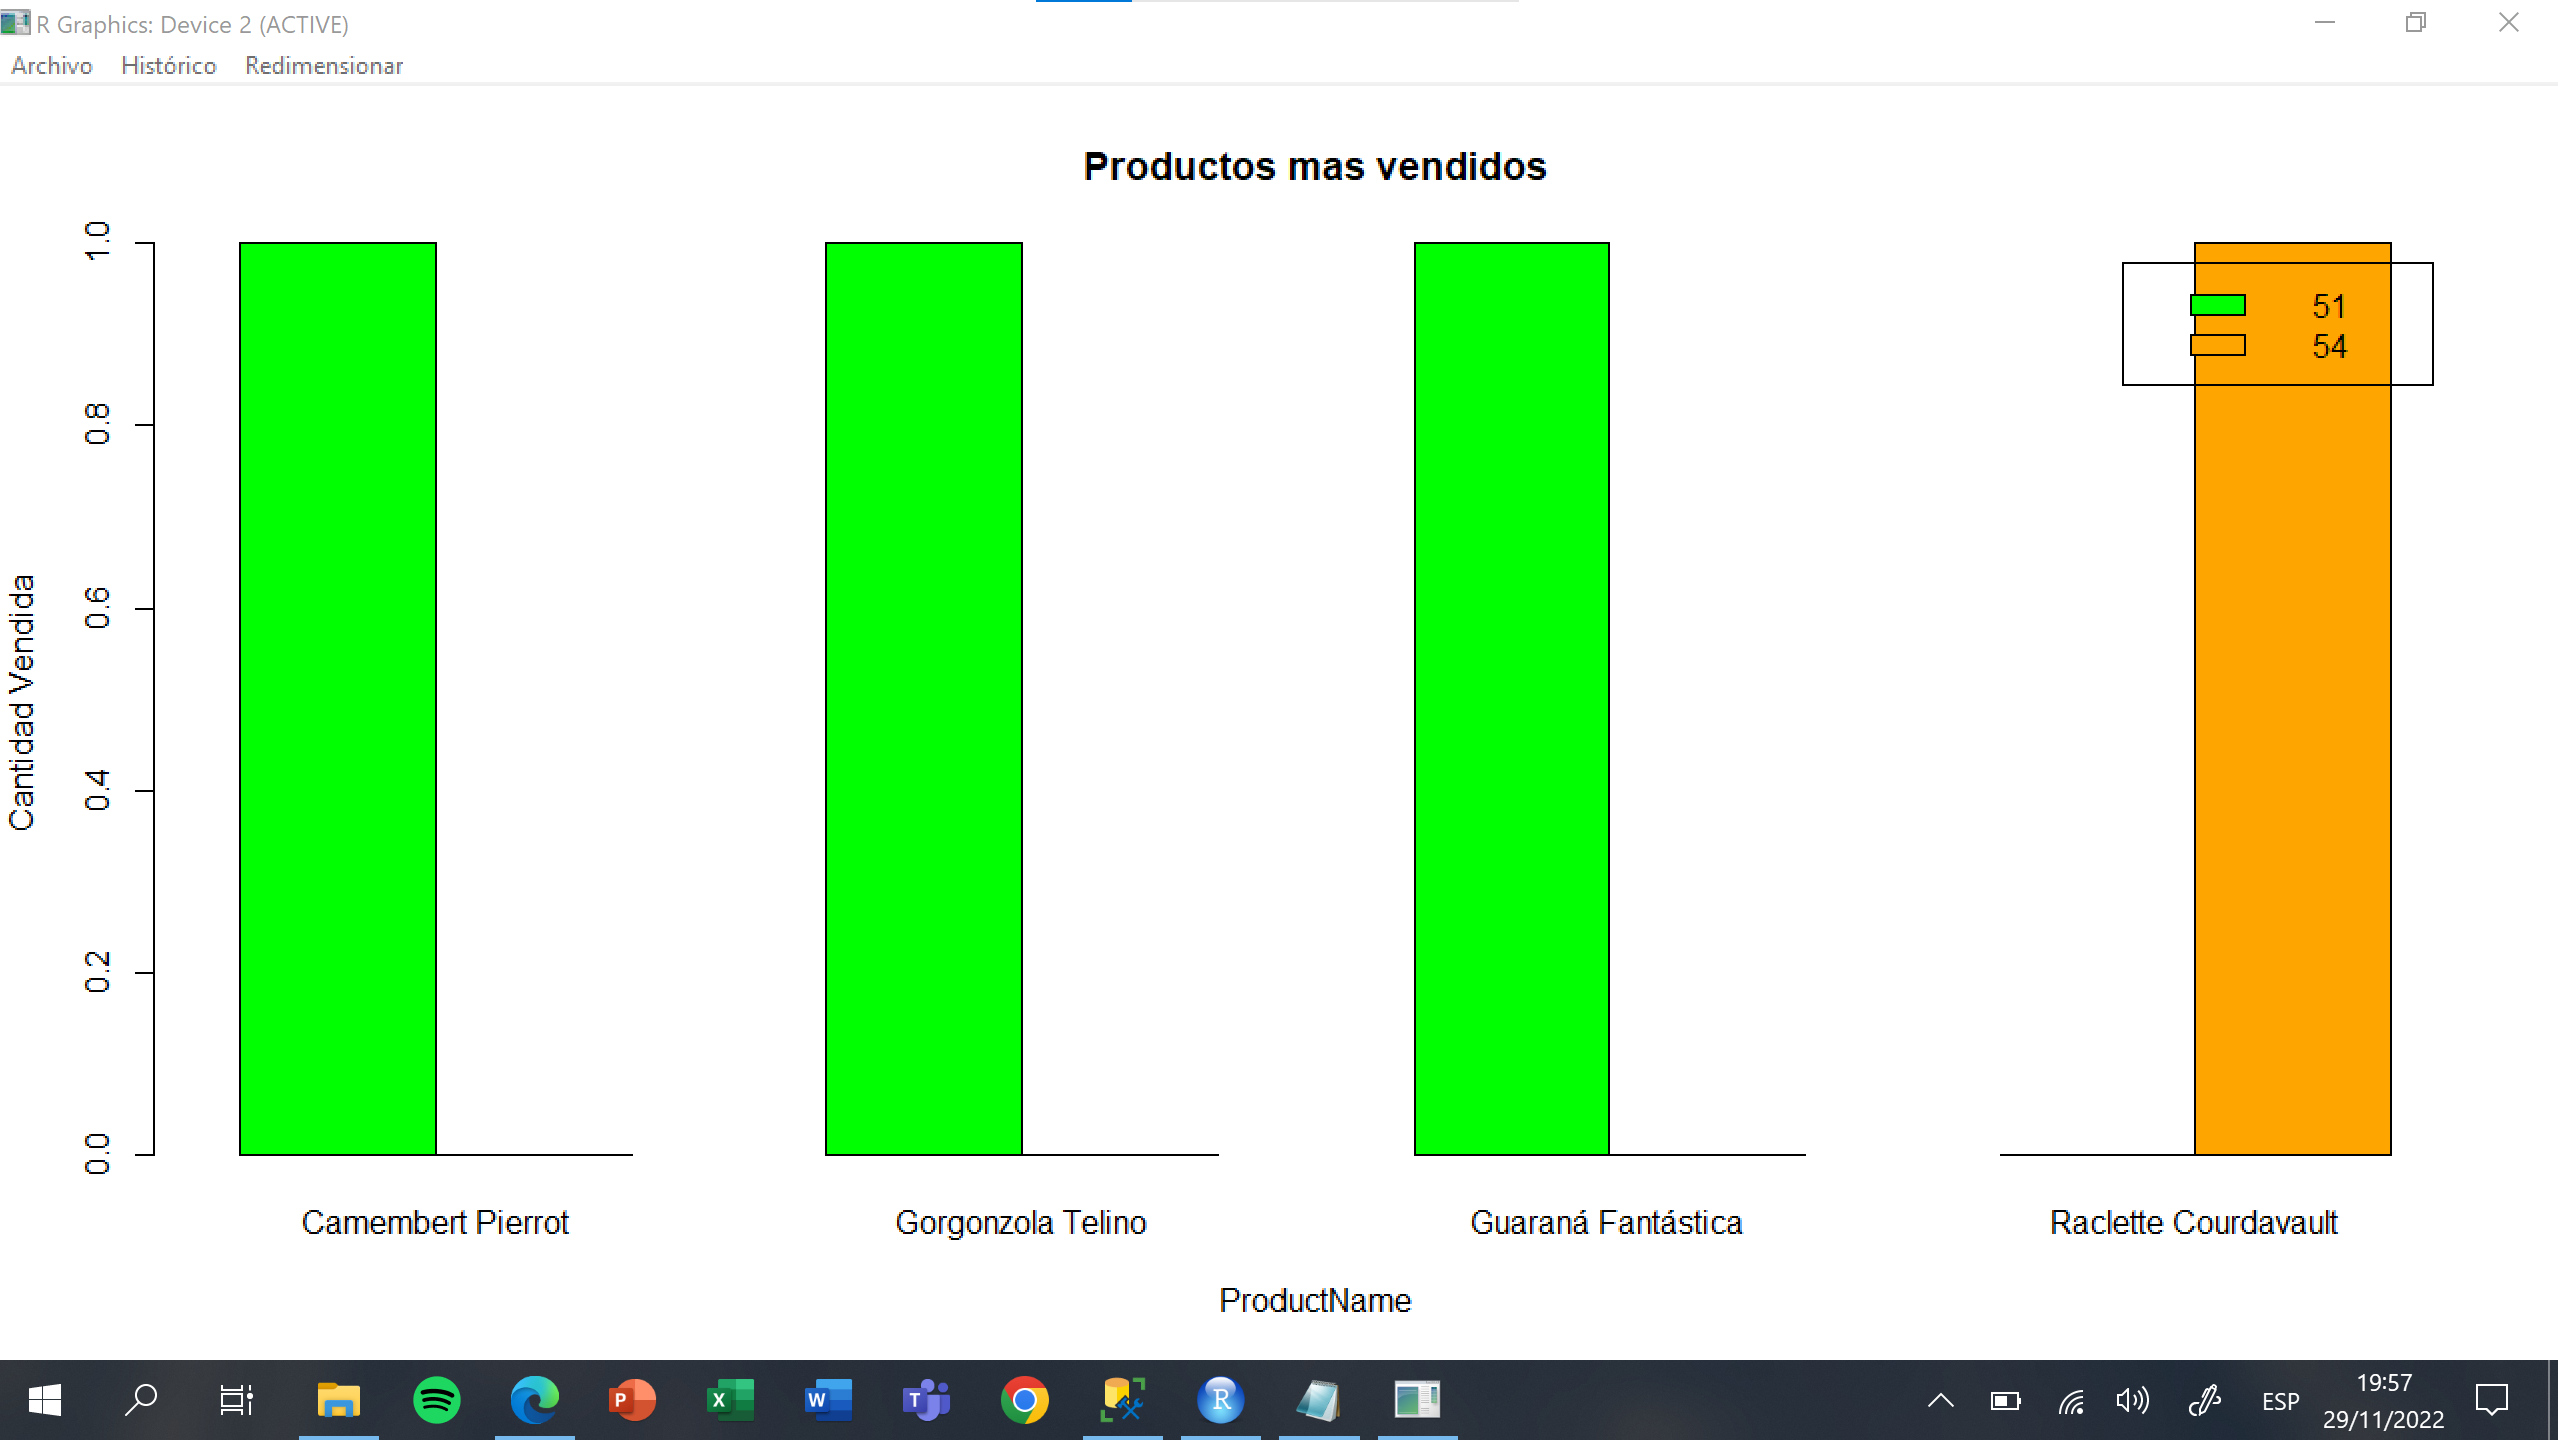 R Graphics: Device 2 (ACTIVE)
Archivo Histórico Redimensionar
Productos mas vendidos
Cantidad Vendida
1.0
0.8
0.6
0.4
0.2
0.0
51
54
Camembert Pierrot Gorgonzola Telino Guaraná Fantástica Raclette Courdavault
ProductName
P X W T R ESP
19:57
29/11/2022